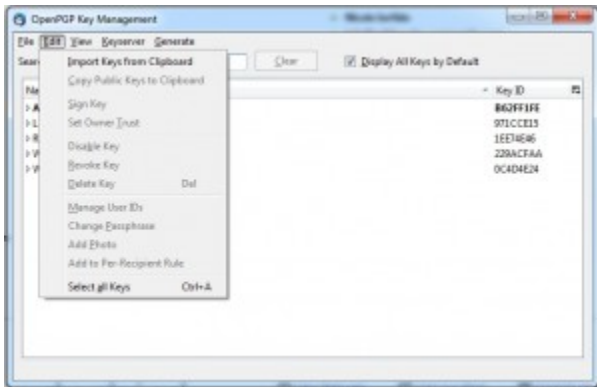 OpenPGP Key Management
File Edit View Keyserver Generate
Clear Display All Keys by Default
Import Keys from Clipboard
Copy Public Keys to Clipboard
Sign Key
Set Owner Trust
Disable Key
Revoke Key
Delete Key Del
Manage User IDs
Change Passphrase
Add Photo
Add to Per-Recipient Rule
Select all Keys Ctrl+A
Key ID
B62FF1FE
971CCE15
1EE74E46
229ACFAA
0C4D4E24